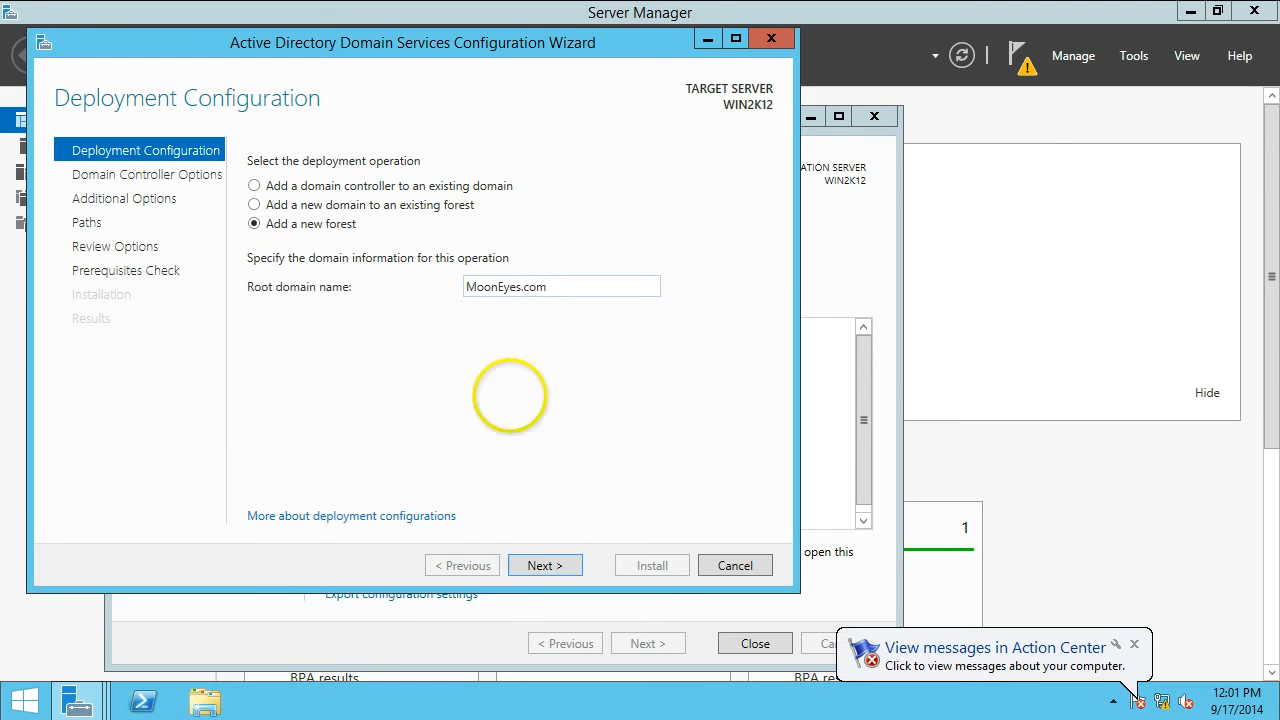 Server Manager
Active Directory Domain Services Configuration Wizard
Manage
Tools
View
Help
Deployment Configuration
TARGET SERVER
WIN2K12
Deployment Configuration
Domain Controller Options
Additional Options
Paths
Review Options
Prerequisites Check
Installation
Results
Select the deployment operation
Add a domain controller to an existing domain
Add a new domain to an existing forest
Add a new forest
Specify the domain information for this operation
Root domain name:
MoonEyes.com
More about deployment configurations
< Previous
Next >
Install
Cancel
ATION SERVER
WIN2K12
Hide
1
open this
Export configuration settings
< Previous
Next >
Close
Ca
View messages in Action Center
Click to view messages about your computer.
BPA results
BPA results
12:01 PM
9/17/2014